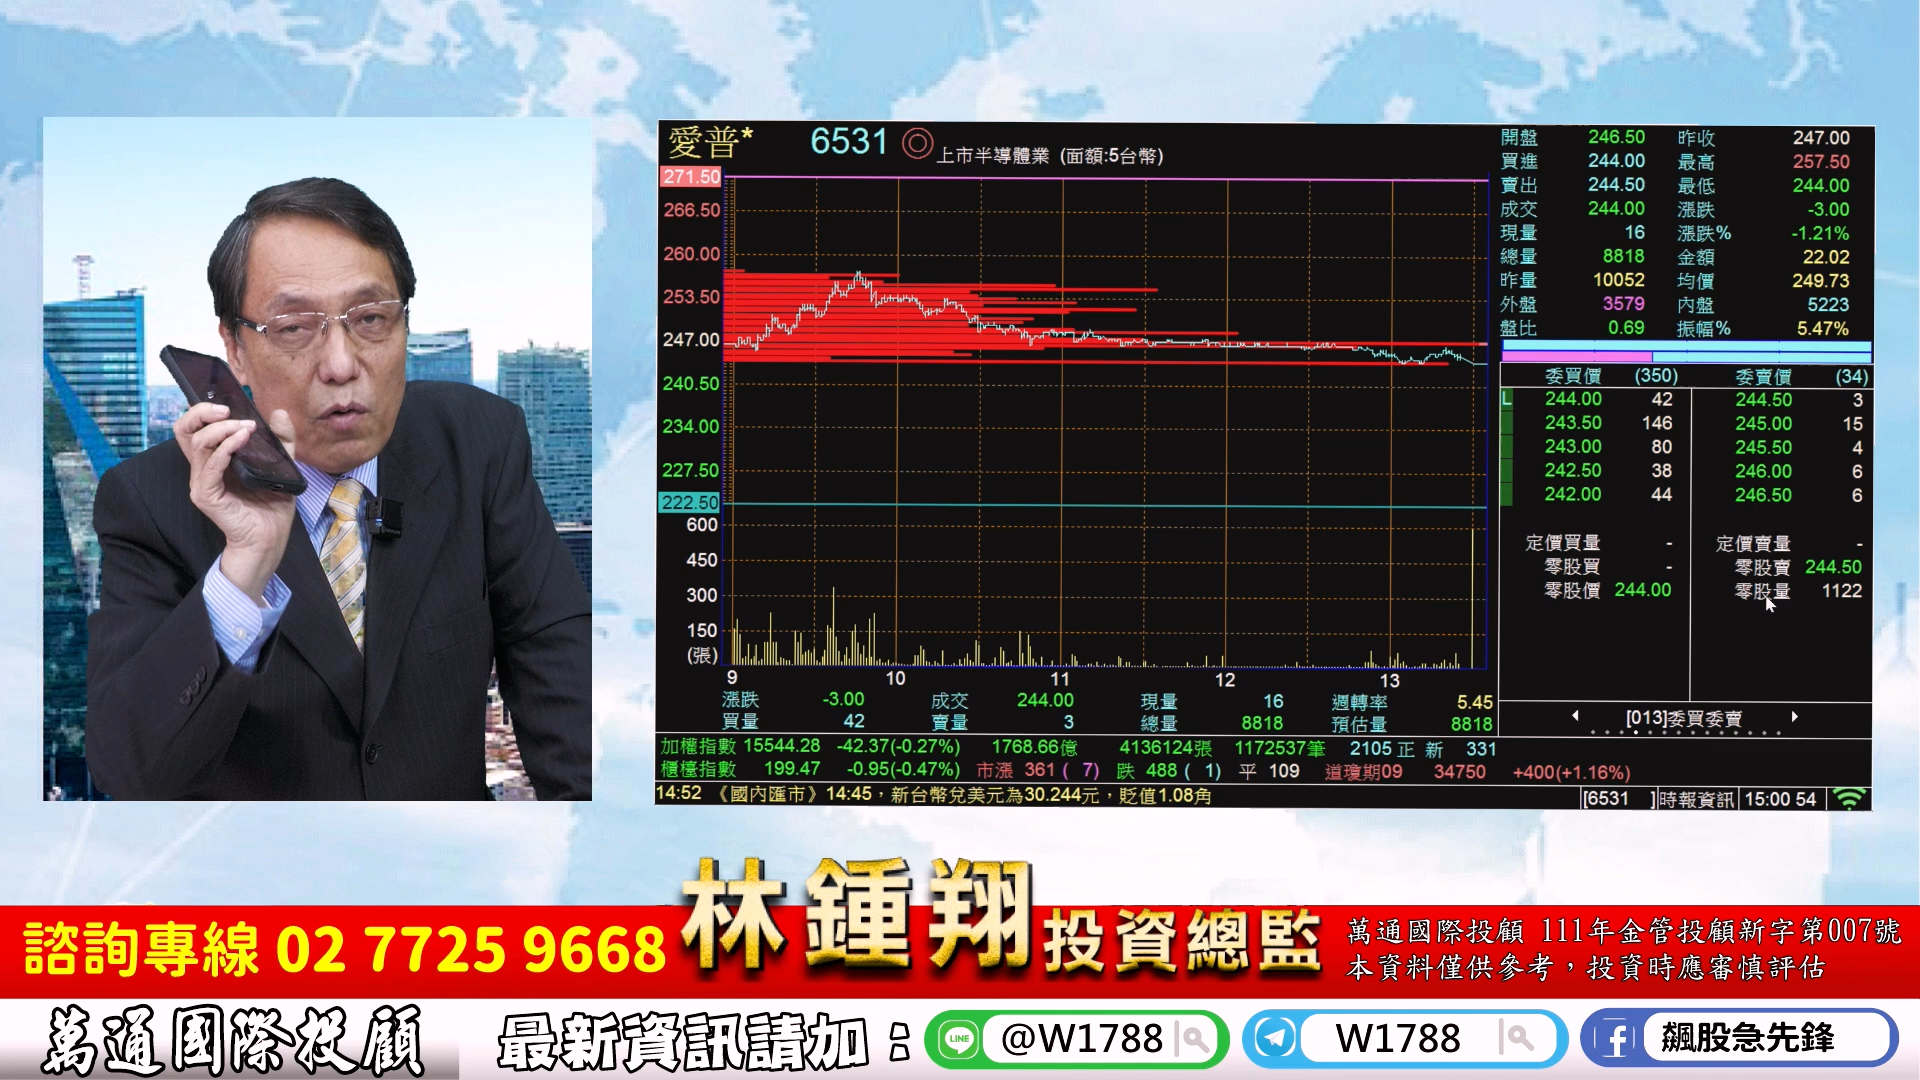 愛普* 6531 ◎ 上市半導體業 (面額:5台幣)
271.50
266.50
260.00
253.50
247.00
240.50
234.00
227.50
222.50
600
450
300
150
(張)
9 10 11 12 13
漲跌 -3.00 成交 244.00 現量 16 週轉率 5.45
買量 42 賣量 3 總量 8818 預估量 8818
開盤 246.50 昨收 247.00
買進 244.00 最高 257.50
賣出 244.50 最低 244.00
成交 244.00 漲跌 -3.00
現量 16 漲跌% -1.21%
總量 8818 金額 22.02
昨量 10052 均價 249.73
外盤 3579 內盤 5223
盤比 0.69 振幅% 5.47%
委買價 (350) 委賣價 (34)
L 244.00 42 244.50 3
243.50 146 245.00 15
243.00 80 245.50 4
242.50 38 246.00 6
242.00 44 246.50 6
定價買量 - 定價賣量 -
零股買 - 零股賣 244.50
零股價 244.00 零股量 1122
[013]委買委賣
加權指數 15544.28 -42.37(-0.27%) 1768.66億 4136124張 1172537筆 2105 正 新 331
櫃檯指數 199.47 -0.95(-0.47%) 市漲 361 ( 7) 跌 488 ( 1) 平 109 道瓊期09 34750 +400(+1.16%)
14:52 《國內匯市》14:45，新台幣兌美元為30.244元，貶值1.08角 [6531 ]時報資訊 15:00 54
諮詢專線 02 7725 9668
林鍾翔 投資總監
萬通國際投顧 111年金管投顧新字第007號
本資料僅供參考，投資時應審慎評估
萬通國際投顧
最新資訊請加：
LINE @W1788
W1788
f 飆股急先鋒